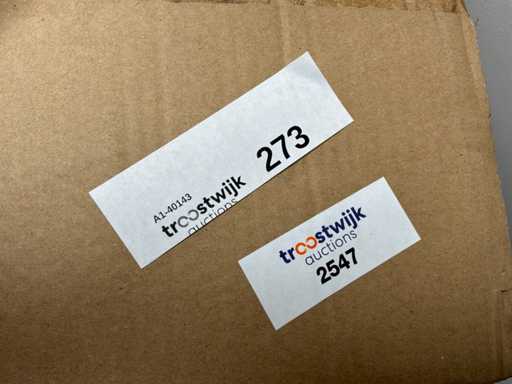 A1-40143
273
troostwijk
auctions
troostwijk
auctions
2547